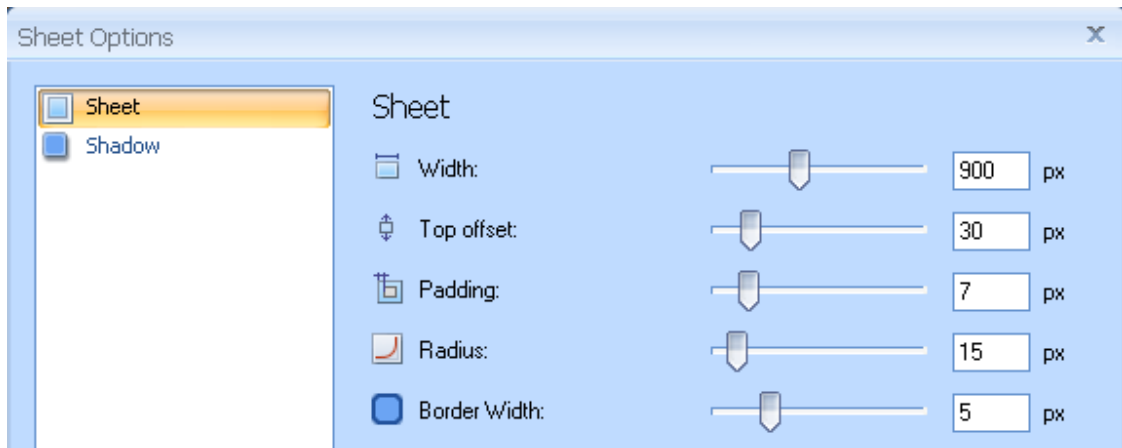 Sheet Options
Sheet
Shadow
Sheet
Width: 900 px
Top offset: 30 px
Padding: 7 px
Radius: 15 px
Border Width: 5 px